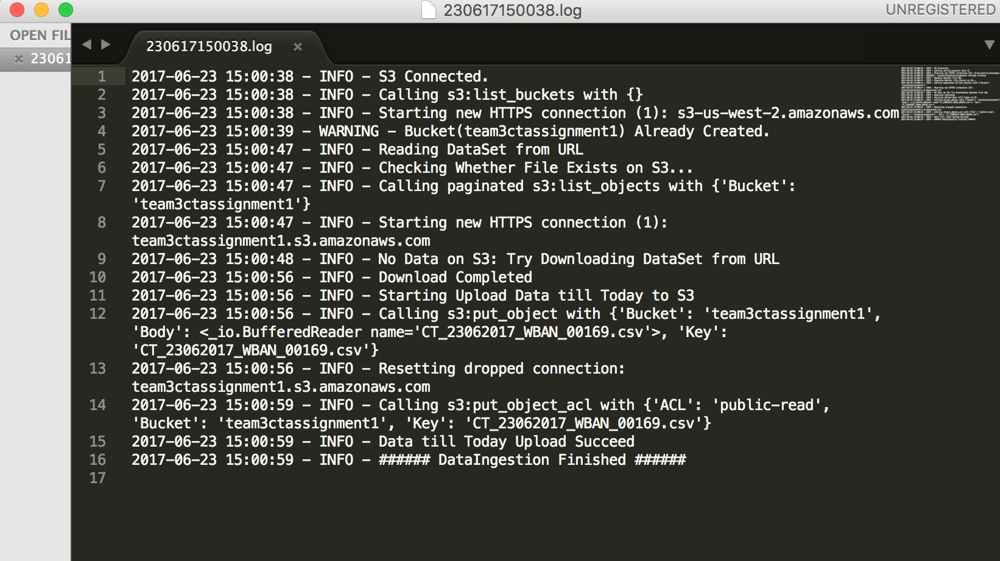 230617150038.log
UNREGISTERED
OPEN FIL
23061
230617150038.log
1 2017-06-23 15:00:38 - INFO - S3 Connected.
2 2017-06-23 15:00:38 - INFO - Calling s3:list_buckets with {}
3 2017-06-23 15:00:38 - INFO - Starting new HTTPS connection (1): s3-us-west-2.amazonaws.com
4 2017-06-23 15:00:39 - WARNING - Bucket(team3ctassignment1) Already Created.
5 2017-06-23 15:00:47 - INFO - Reading DataSet from URL
6 2017-06-23 15:00:47 - INFO - Checking Whether File Exists on S3...
7 2017-06-23 15:00:47 - INFO - Calling paginated s3:list_objects with {'Bucket':
'team3ctassignment1'}
8 2017-06-23 15:00:47 - INFO - Starting new HTTPS connection (1):
team3ctassignment1.s3.amazonaws.com
9 2017-06-23 15:00:48 - INFO - No Data on S3: Try Downloading DataSet from URL
10 2017-06-23 15:00:56 - INFO - Download Completed
11 2017-06-23 15:00:56 - INFO - Starting Upload Data till Today to S3
12 2017-06-23 15:00:56 - INFO - Calling s3:put_object with {'Bucket': 'team3ctassignment1',
'Body': <_io.BufferedReader name='CT_23062017_WBAN_00169.csv'>, 'Key':
'CT_23062017_WBAN_00169.csv'}
13 2017-06-23 15:00:56 - INFO - Resetting dropped connection:
team3ctassignment1.s3.amazonaws.com
14 2017-06-23 15:00:59 - INFO - Calling s3:put_object_acl with {'ACL': 'public-read',
'Bucket': 'team3ctassignment1', 'Key': 'CT_23062017_WBAN_00169.csv'}
15 2017-06-23 15:00:59 - INFO - Data till Today Upload Succeed
16 2017-06-23 15:00:59 - INFO - ###### DataIngestion Finished ######
17